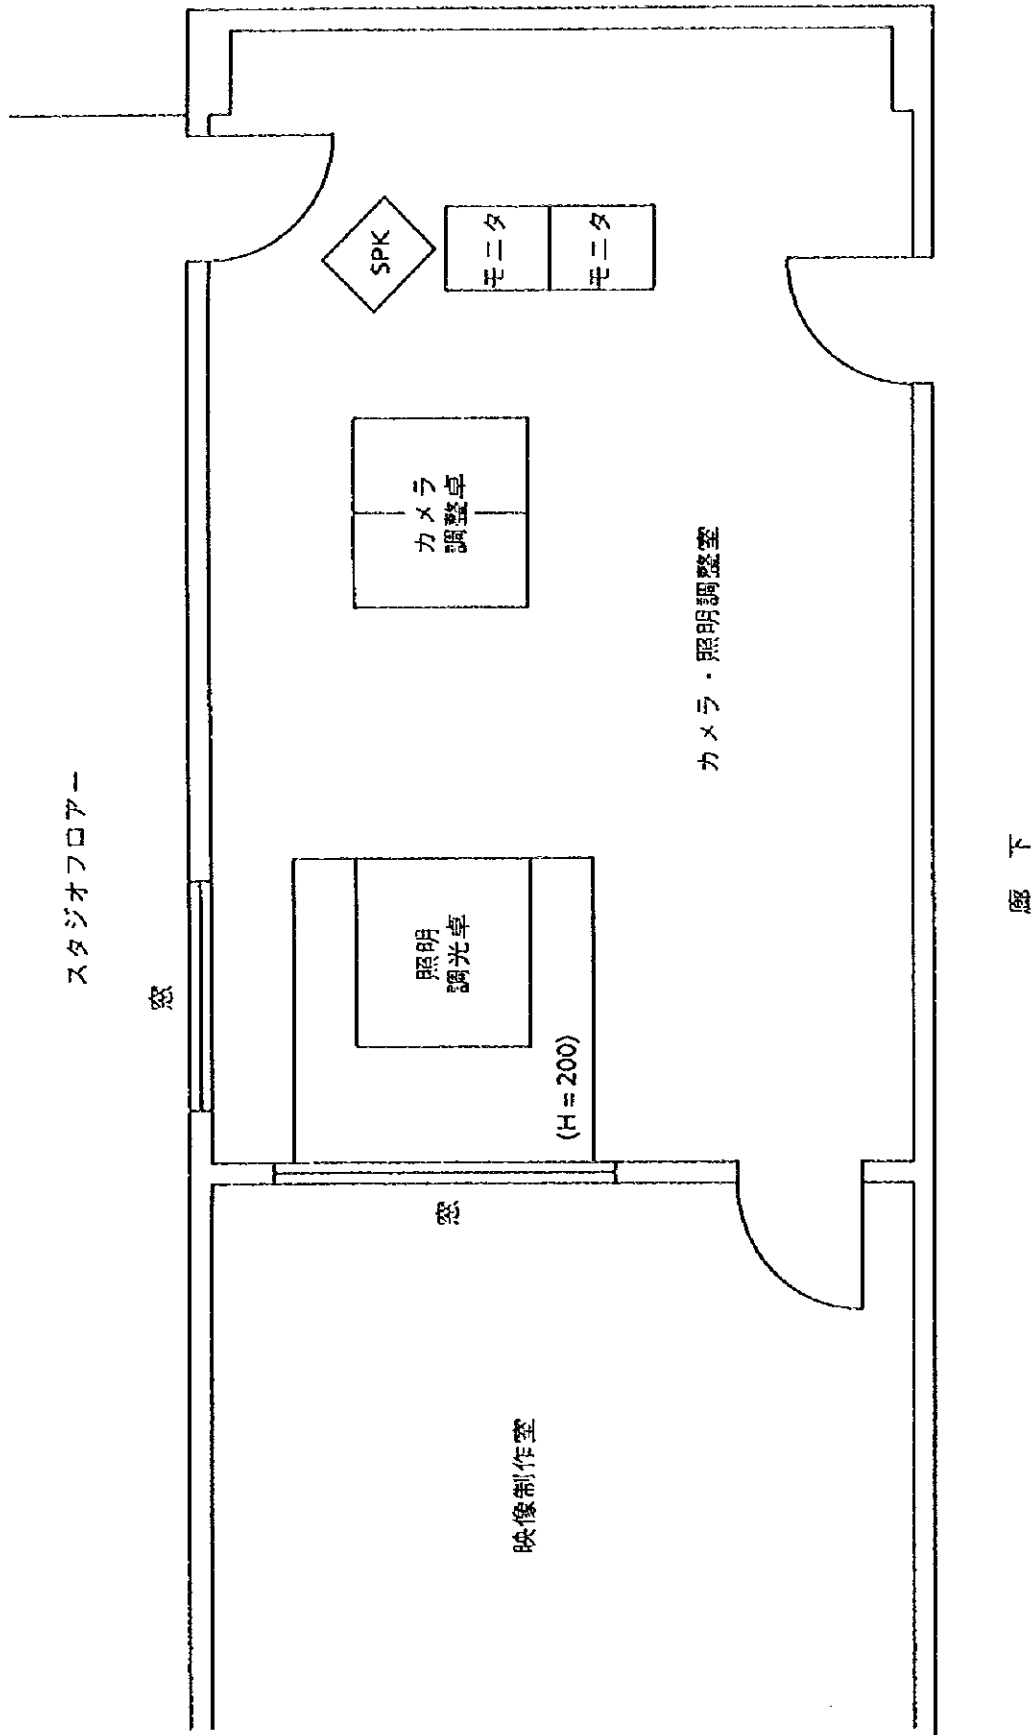 スタジオフロアー
窓
SPK
モニタ
モニタ
カメラ
調整卓
照明
調光卓
(H=200)
カメラ・照明調整室
窓
映像制作室
廊下